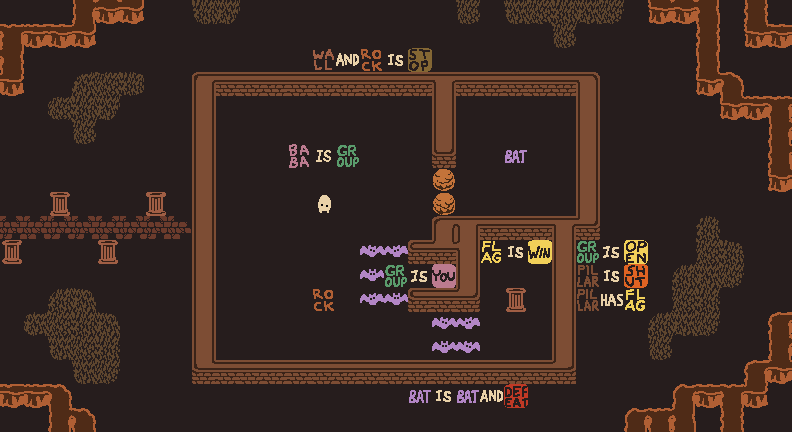 WALL AND ROCK IS STOP
BABA IS GROUP
BAT
FLAG IS WIN
GROUP IS OPEN
GROUP IS YOU
PILLAR IS SHUT
ROCK
PILLAR HAS FLAG
BAT IS BAT AND DEFEAT